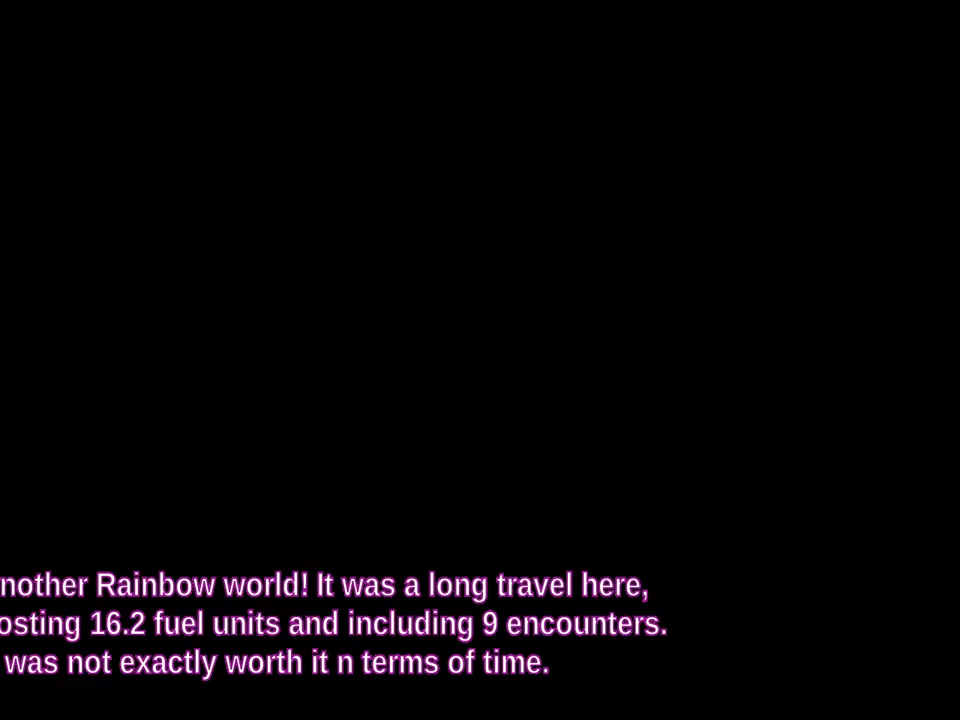 nother Rainbow world! It was a long travel here,
osting 16.2 fuel units and including 9 encounters.
was not exactly worth it n terms of time.